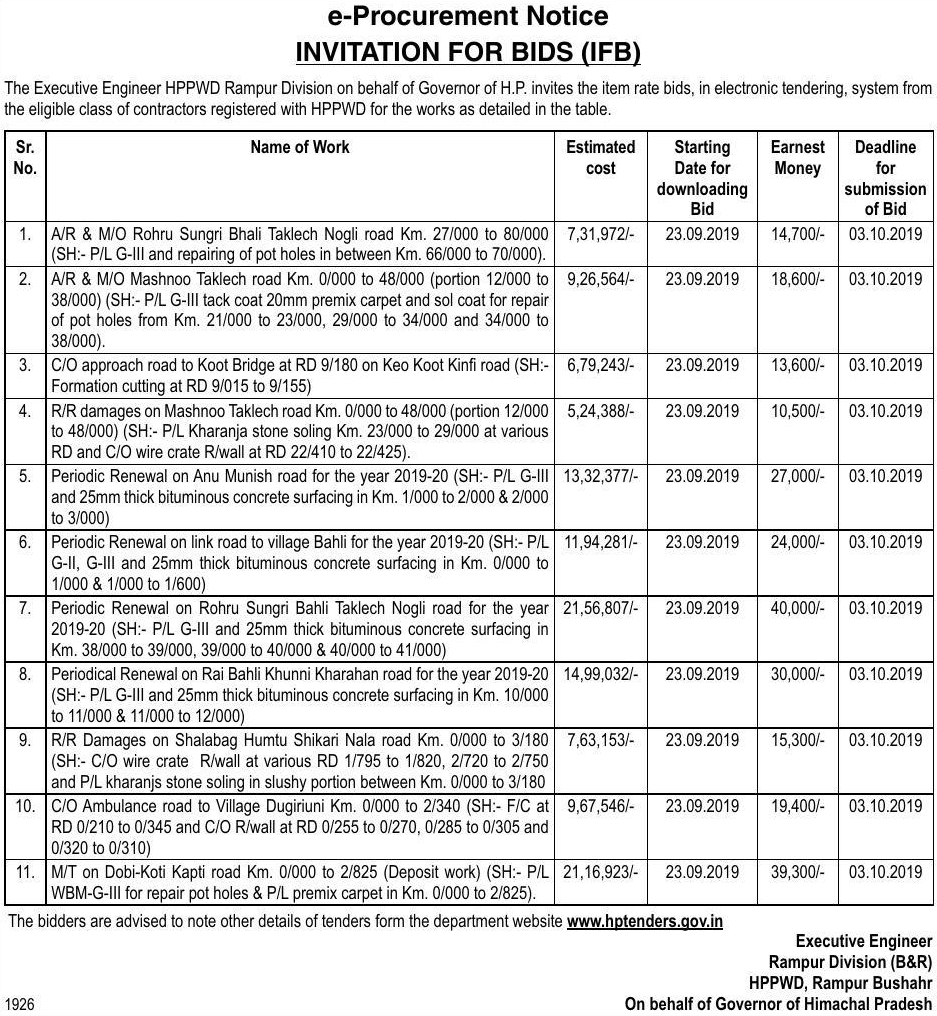 e-Procurement Notice
INVITATION FOR BIDS (IFB)
The Executive Engineer HPPWD Rampur Division on behalf of Governor of H.P. invites the item rate bids, in electronic tendering, system from
the eligible class of contractors registered with HPPWD for the works as detailed in the table.
Sr. No. Name of Work Estimated cost Starting Date for downloading Bid Earnest Money Deadline for submission of Bid
1. A/R & M/O Rohru Sungri Bhali Taklech Nogli road Km. 27/000 to 80/000 7,31,972/- 23.09.2019 14,700/- 03.10.2019
(SH:- P/L G-III and repairing of pot holes in between Km. 66/000 to 70/000).
2. A/R & M/O Mashnoo Taklech road Km. 0/000 to 48/000 (portion 12/000 to 9,26,564/- 23.09.2019 18,600/- 03.10.2019
38/000) (SH:- P/L G-III tack coat 20mm premix carpet and sol coat for repair
of pot holes from Km. 21/000 to 23/000, 29/000 to 34/000 and 34/000 to
38/000).
3. C/O approach road to Koot Bridge at RD 9/180 on Keo Koot Kinfi road (SH:- 6,79,243/- 23.09.2019 13,600/- 03.10.2019
Formation cutting at RD 9/015 to 9/155)
4. R/R damages on Mashnoo Taklech road Km. 0/000 to 48/000 (portion 12/000 5,24,388/- 23.09.2019 10,500/- 03.10.2019
to 48/000) (SH:- P/L Kharanja stone soling Km. 23/000 to 29/000 at various
RD and C/O wire crate R/wall at RD 22/410 to 22/425).
5. Periodic Renewal on Anu Munish road for the year 2019-20 (SH:- P/L G-III 13,32,377/- 23.09.2019 27,000/- 03.10.2019
and 25mm thick bituminous concrete surfacing in Km. 1/000 to 2/000 & 2/000
to 3/000)
6. Periodic Renewal on link road to village Bahli for the year 2019-20 (SH:- P/L 11,94,281/- 23.09.2019 24,000/- 03.10.2019
G-II, G-III and 25mm thick bituminous concrete surfacing in Km. 0/000 to
1/000 & 1/000 to 1/600)
7. Periodic Renewal on Rohru Sungri Bahli Taklech Nogli road for the year 21,56,807/- 23.09.2019 40,000/- 03.10.2019
2019-20 (SH:- P/L G-III and 25mm thick bituminous concrete surfacing in
Km. 38/000 to 39/000, 39/000 to 40/000 & 40/000 to 41/000)
8. Periodical Renewal on Rai Bahli Khunni Kharahan road for the year 2019-20 14,99,032/- 23.09.2019 30,000/- 03.10.2019
(SH:- P/L G-III and 25mm thick bituminous concrete surfacing in Km. 10/000
to 11/000 & 11/000 to 12/000)
9. R/R Damages on Shalabag Humtu Shikari Nala road Km. 0/000 to 3/180 7,63,153/- 23.09.2019 15,300/- 03.10.2019
(SH:- C/O wire crate R/wall at various RD 1/795 to 1/820, 2/720 to 2/750
and P/L kharanjs stone soling in slushy portion between Km. 0/000 to 3/180
10. C/O Ambulance road to Village Dugiriuni Km. 0/000 to 2/340 (SH:- F/C at 9,67,546/- 23.09.2019 19,400/- 03.10.2019
RD 0/210 to 0/345 and C/O R/wall at RD 0/255 to 0/270, 0/285 to 0/305 and
0/320 to 0/310)
11. M/T on Dobi-Koti Kapti road Km. 0/000 to 2/825 (Deposit work) (SH:- P/L 21,16,923/- 23.09.2019 39,300/- 03.10.2019
WBM-G-III for repair pot holes & P/L premix carpet in Km. 0/000 to 2/825).
The bidders are advised to note other details of tenders form the department website www.hptenders.gov.in
Executive Engineer
Rampur Division (B&R)
HPPWD, Rampur Bushahr
1926 On behalf of Governor of Himachal Pradesh